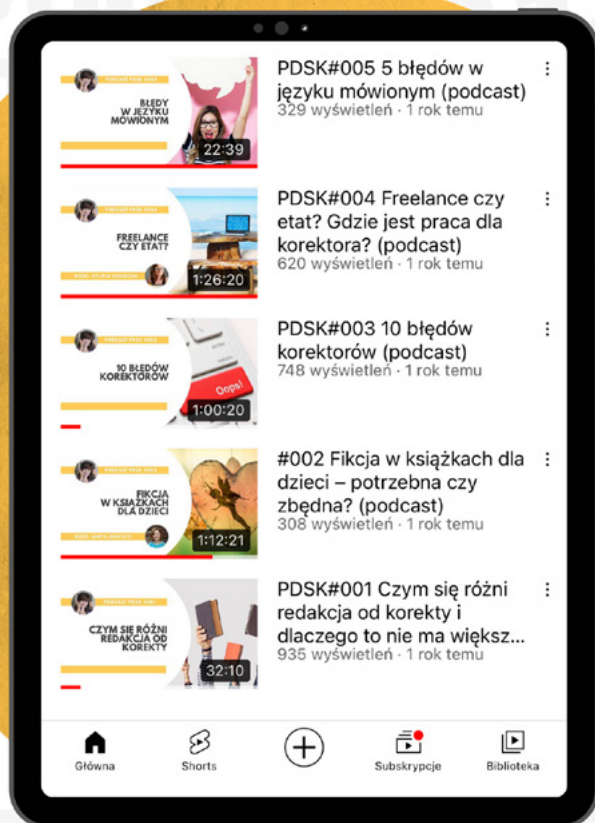 BŁĘDY
W JĘZYKU
MÓWIONYM
22:39
PDSK#005 5 błędów w
języku mówionym (podcast)
329 wyświetleń · 1 rok temu
FREELANCE
CZY ETAT?
1:26:20
PDSK#004 Freelance czy
etat? Gdzie jest praca dla
korektora? (podcast)
620 wyświetleń · 1 rok temu
10 BŁEDÓW
KOREKTORÓW
Oops!
1:00:20
PDSK#003 10 błędów
korektorów (podcast)
748 wyświetleń · 1 rok temu
FIKCJA
W KSIĄŻKACH
DLA DZIECI
1:12:21
#002 Fikcja w książkach dla
dzieci – potrzebna czy
zbędna? (podcast)
308 wyświetleń · 1 rok temu
CZYM SIĘ RÓŻNI
REDAKCJA OD
KOREKTY
32:10
PDSK#001 Czym się różni
redakcja od korekty i
dlaczego to nie ma większ...
935 wyświetleń · 1 rok temu
Główna
Shorts
Subskrypcje
Biblioteka